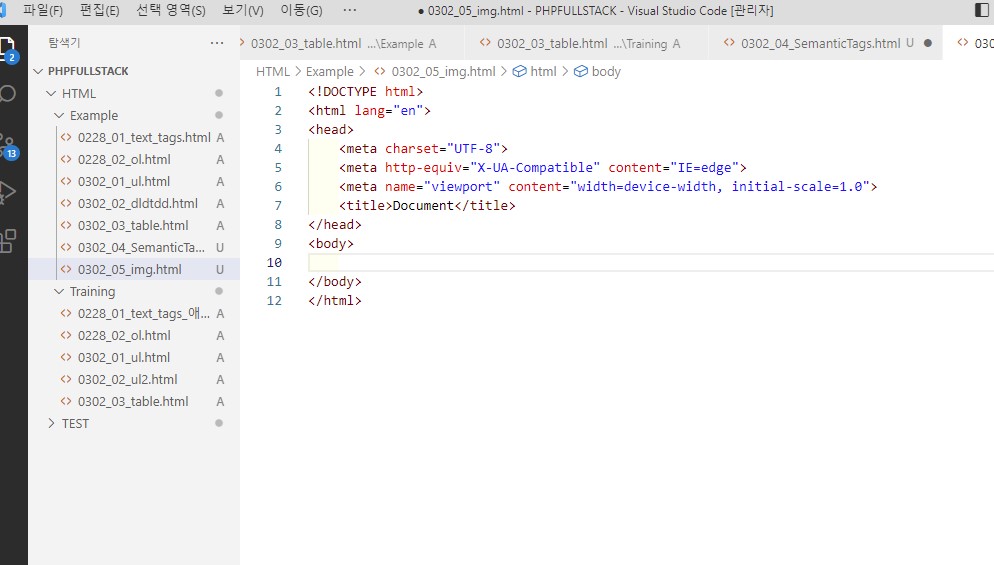 파일(F) 편집(E) 선택 영역(S) 보기(V) 이동(G) ··· ● 0302_05_img.html - PHPFULLSTACK - Visual Studio Code [관리자]
탐색기 ···
PHPFULLSTACK
HTML
Example
0228_01_text_tags.html A
0228_02_ol.html A
0302_01_ul.html A
0302_02_dldtdd.html A
0302_03_table.html A
0302_04_SemanticTa... U
0302_05_img.html U
Training
0228_01_text_tags_애... A
0228_02_ol.html A
0302_01_ul.html A
0302_02_ul2.html A
0302_03_table.html A
TEST
2
13
0302_03_table.html ...\Example A <> 0302_03_table.html ...\Training A <> 0302_04_SemanticTags.html U ● <> 030
HTML > Example > <> 0302_05_img.html > html > body
1 <!DOCTYPE html>
2 <html lang="en">
3 <head>
4 <meta charset="UTF-8">
5 <meta http-equiv="X-UA-Compatible" content="IE=edge">
6 <meta name="viewport" content="width=device-width, initial-scale=1.0">
7 <title>Document</title>
8 </head>
9 <body>
10
11 </body>
12 </html>